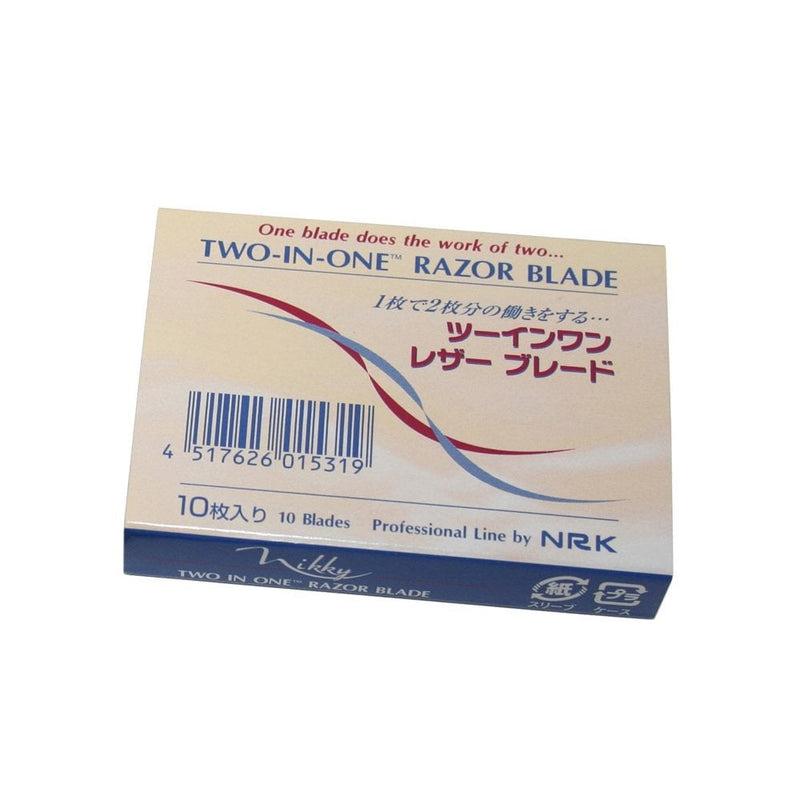 One blade does the work of two...
TWO-IN-ONE™ RAZOR BLADE
1枚で2枚分の働きをする…
ツーインワン
レザー ブレード
4 517626 015319
10枚入り 10 Blades Professional Line by NRK
Nikky
TWO IN ONE™ RAZOR BLADE
紙 プラ
スリーブ ケース